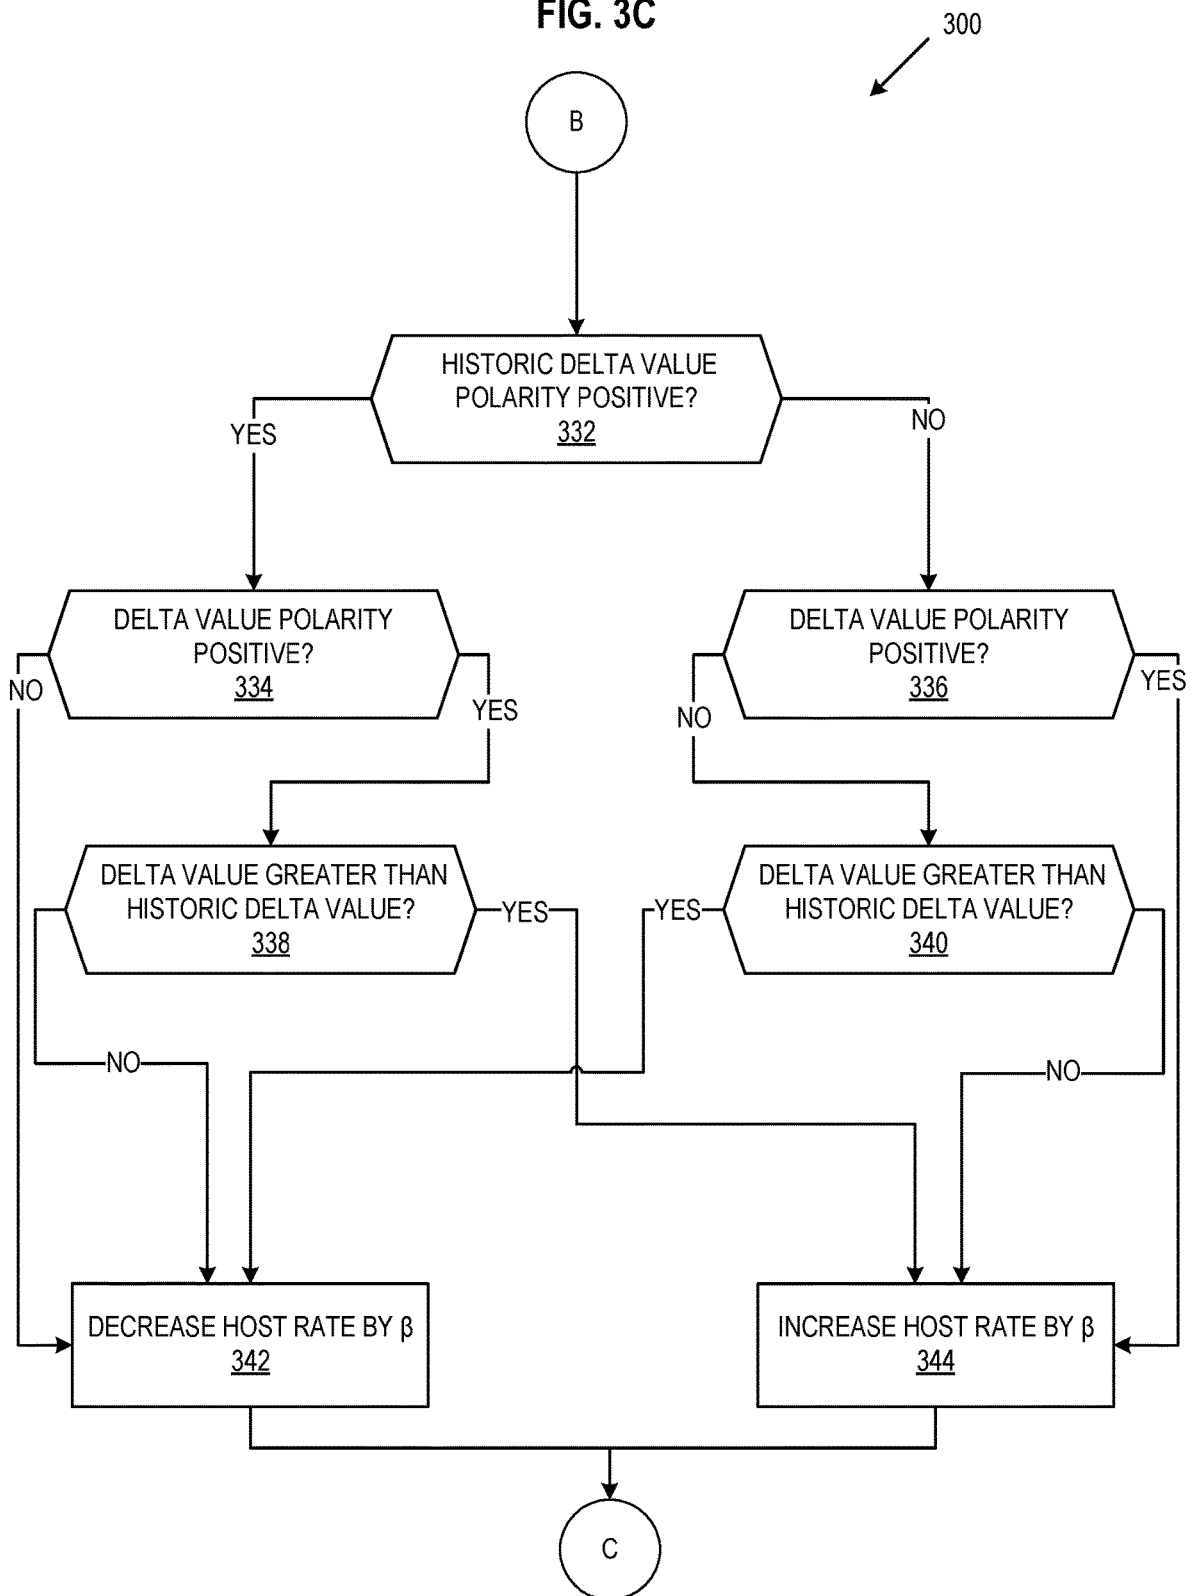 FIG. 3C
300
B
HISTORIC DELTA VALUE
POLARITY POSITIVE?
332
YES
NO
DELTA VALUE POLARITY
POSITIVE?
334
NO
YES
DELTA VALUE POLARITY
POSITIVE?
336
NO
YES
DELTA VALUE GREATER THAN
HISTORIC DELTA VALUE?
338
YES
NO
DELTA VALUE GREATER THAN
HISTORIC DELTA VALUE?
340
YES
NO
DECREASE HOST RATE BY β
342
INCREASE HOST RATE BY β
344
C